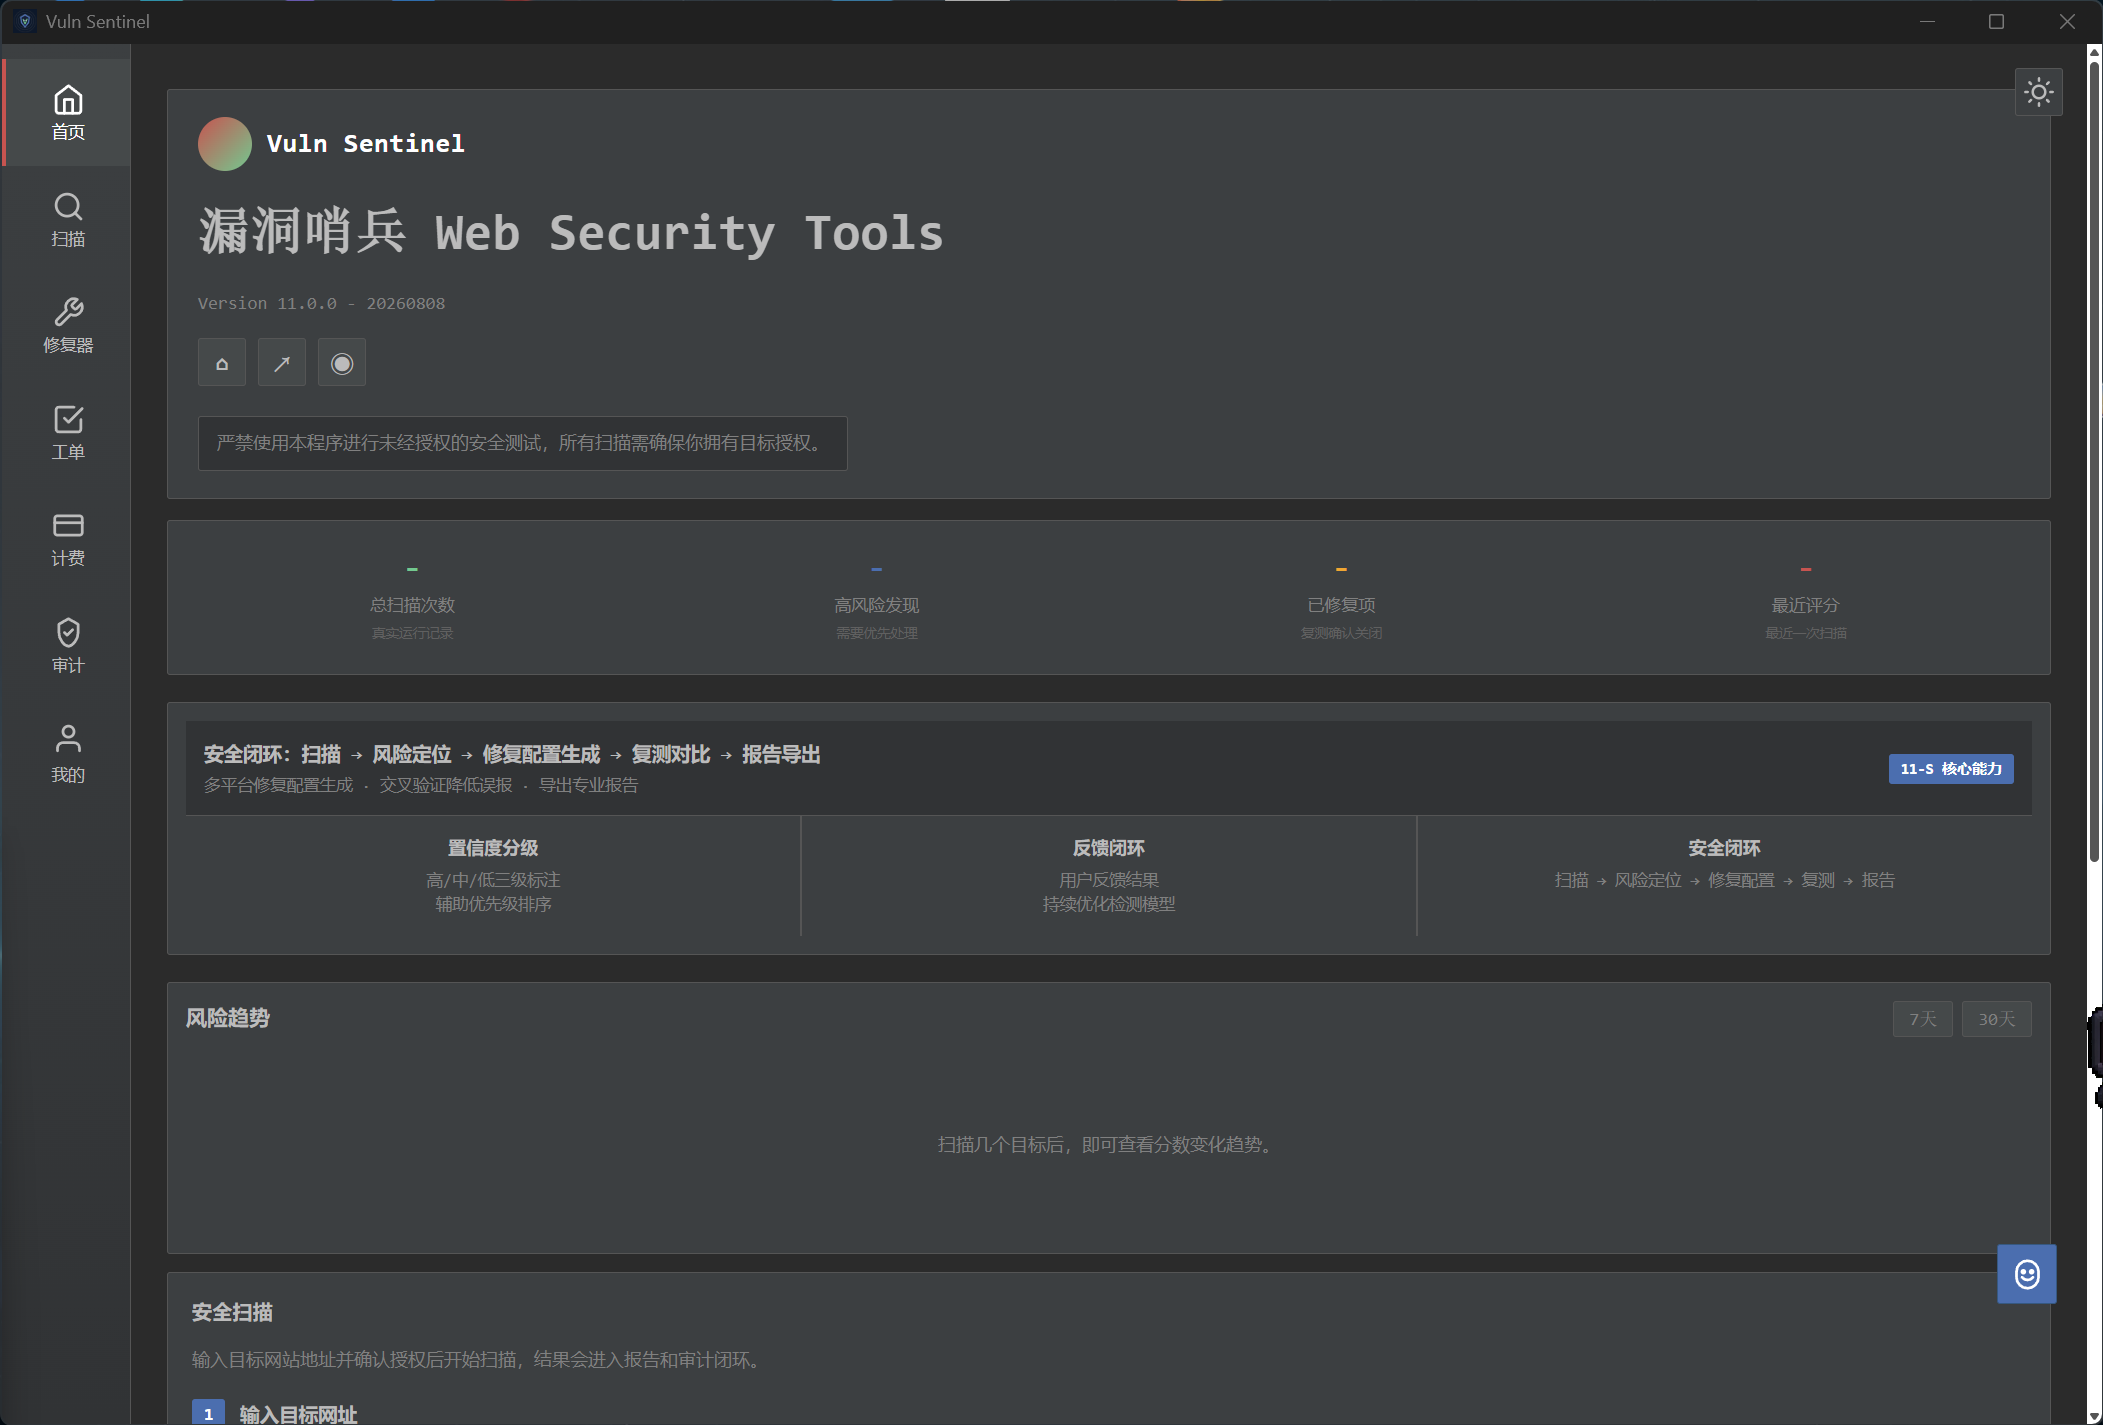 Vuln Sentinel
首页
扫描
修复器
工单
计费
审计
我的
Vuln Sentinel
漏洞哨兵 Web Security Tools
Version 11.0.0 - 20260808
严禁使用本程序进行未经授权的安全测试，所有扫描需确保你拥有目标授权。
–
总扫描次数
真实运行记录
–
高风险发现
需要优先处理
–
已修复项
复测确认关闭
–
最近评分
最近一次扫描
安全闭环：扫描 → 风险定位 → 修复配置生成 → 复测对比 → 报告导出
多平台修复配置生成 · 交叉验证降低误报 · 导出专业报告
11-S 核心能力
置信度分级
高/中/低三级标注
辅助优先级排序
反馈闭环
用户反馈结果
持续优化检测模型
安全闭环
扫描 → 风险定位 → 修复配置 → 复测 → 报告
风险趋势
7天
30天
扫描几个目标后，即可查看分数变化趋势。
安全扫描
输入目标网站地址并确认授权后开始扫描，结果会进入报告和审计闭环。
1 输入目标网址